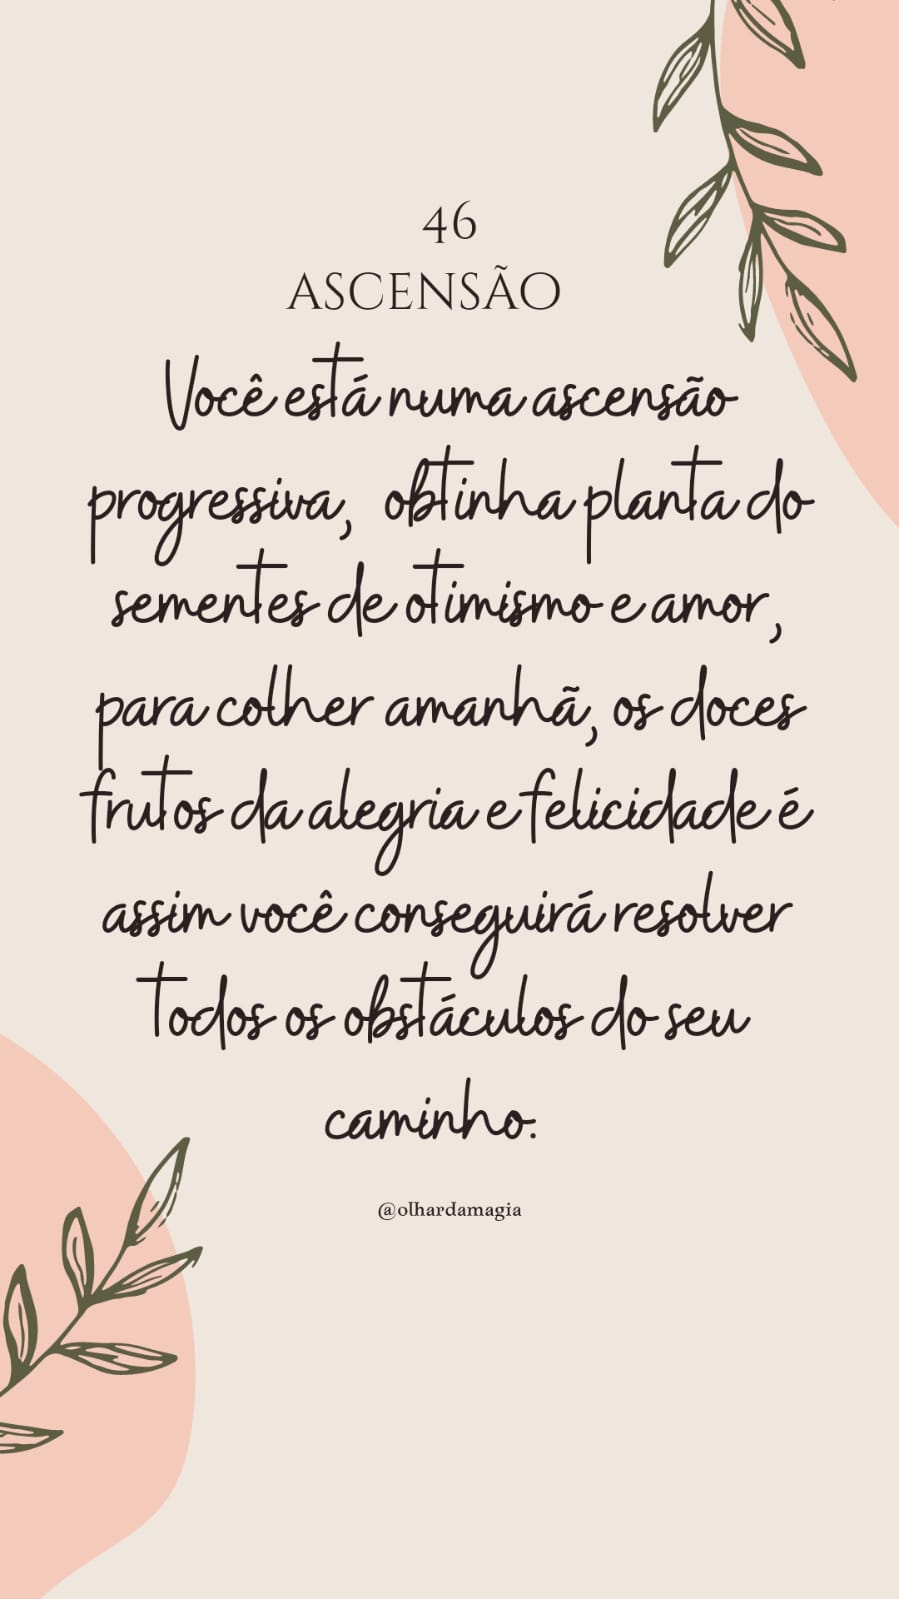 46
ASCENSÃO
Você está numa ascensão
progressiva, obtinha planta do
sementes de otimismo e amor,
para colher amanhã, os doces
frutos da alegria e felicidade é
assim você conseguirá resolver
todos os obstáculos do seu
caminho.
@olhardamagia